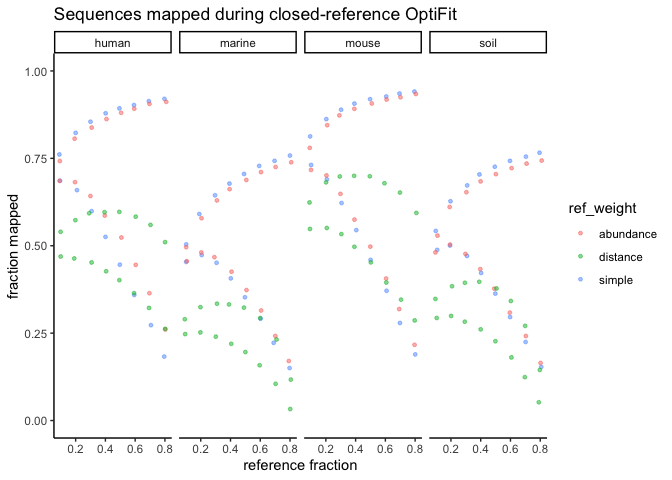 Sequences mapped during closed-reference OptiFit
human marine mouse soil
1.00
0.75
0.50
0.25
0.00
fraction mapped
0.2 0.4 0.6 0.8 0.2 0.4 0.6 0.8 0.2 0.4 0.6 0.8 0.2 0.4 0.6 0.8
reference fraction
ref_weight
abundance
distance
simple